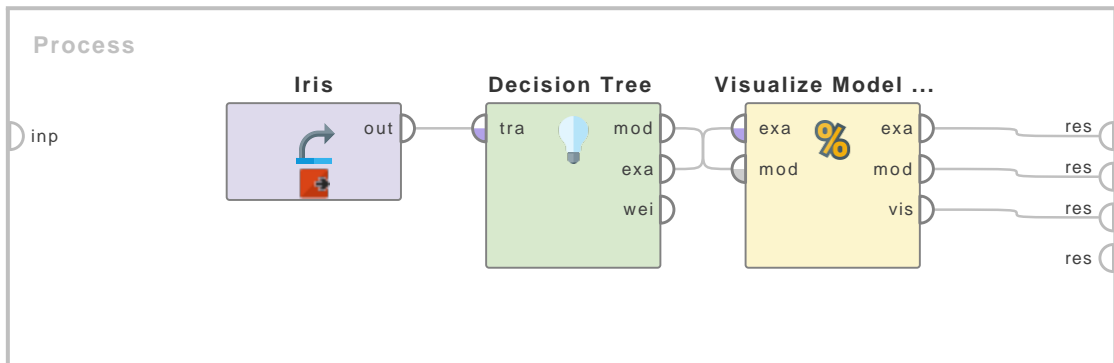 Process
Iris
Decision Tree
Visualize Model ...
inp
out
tra
mod
exa
wei
exa
mod
exa
mod
vis
res
res
res
res